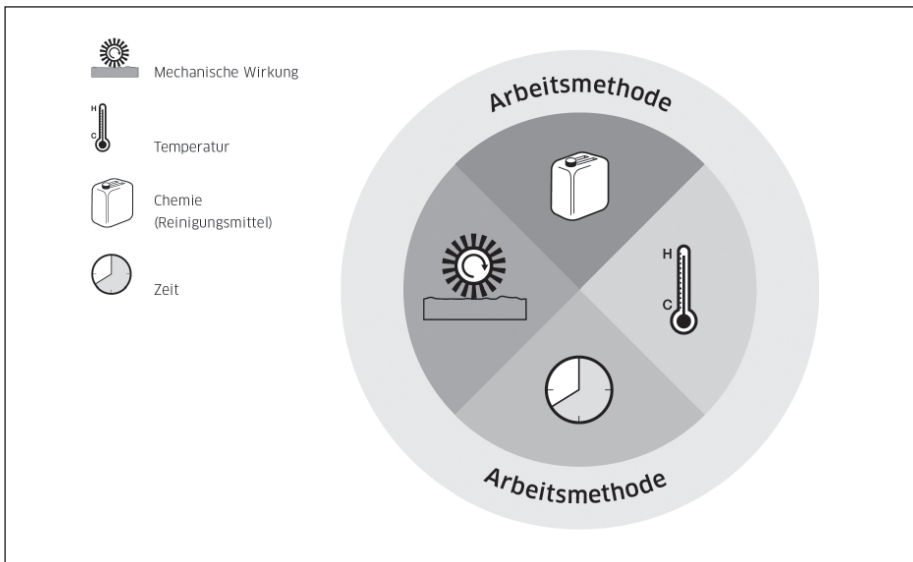 Mechanische Wirkung
H
C
Temperatur
Chemie
(Reinigungsmittel)
Zeit
Arbeitsmethode
H
C
Arbeitsmethode